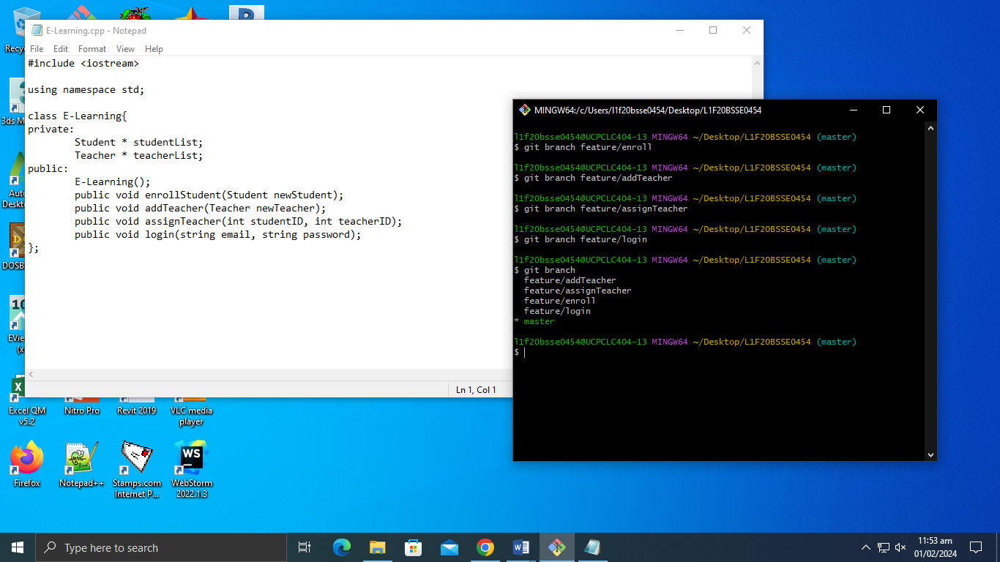 E-Learning.cpp - Notepad
File Edit Format View Help
#include <iostream>
using namespace std;
class E-Learning{
private:
Student * studentList;
Teacher * teacherList;
public:
E-Learning();
public void enrollStudent(Student newStudent);
public void addTeacher(Teacher newTeacher);
public void assignTeacher(int studentID, int teacherID);
public void login(string email, string password);
};
Ln 1, Col 1
MINGW64:/c/Users/l1f20bsse0454/Desktop/L1F20BSSE0454
l1f20bsse0454@UCPCLC404-13 MINGW64 ~/Desktop/L1F20BSSE0454 (master)
$ git branch feature/enroll
l1f20bsse0454@UCPCLC404-13 MINGW64 ~/Desktop/L1F20BSSE0454 (master)
$ git branch feature/addTeacher
l1f20bsse0454@UCPCLC404-13 MINGW64 ~/Desktop/L1F20BSSE0454 (master)
$ git branch feature/assignTeacher
l1f20bsse0454@UCPCLC404-13 MINGW64 ~/Desktop/L1F20BSSE0454 (master)
$ git branch feature/login
l1f20bsse0454@UCPCLC404-13 MINGW64 ~/Desktop/L1F20BSSE0454 (master)
$ git branch
feature/addTeacher
feature/assignTeacher
feature/enroll
feature/login
* master
l1f20bsse0454@UCPCLC404-13 MINGW64 ~/Desktop/L1F20BSSE0454 (master)
$
Excel QM
v5.2
Nitro Pro
Revit 2019
VLC media
player
Firefox
Notepad++
Stamps.com
Internet P...
WS
WebStorm
2022.1.3
Type here to search
11:53 am
01/02/2024